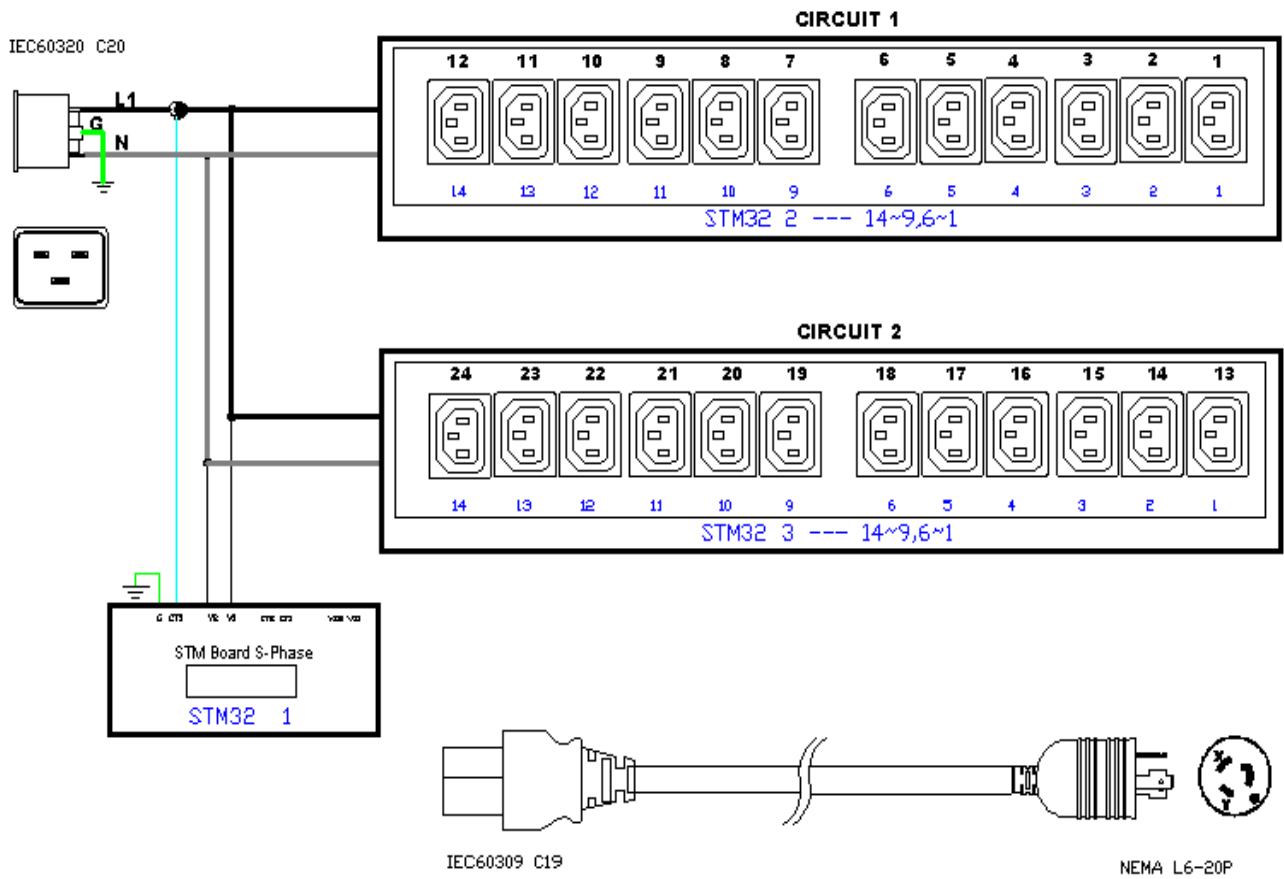 CIRCUIT 1
IEC60320 C20
12 11 10 9 8 7 6 5 4 3 2 1
L1
G
N
14 13 12 11 10 9 6 5 4 3 2 1
STM32 2 --- 14~9,6~1
CIRCUIT 2
24 23 22 21 20 19 18 17 16 15 14 13
14 13 12 11 10 9 6 5 4 3 2 1
STM32 3 --- 14~9,6~1
G
STM Board S-Phase
STM32 1
X
Y
IEC60309 C19
NEMA L6-20P